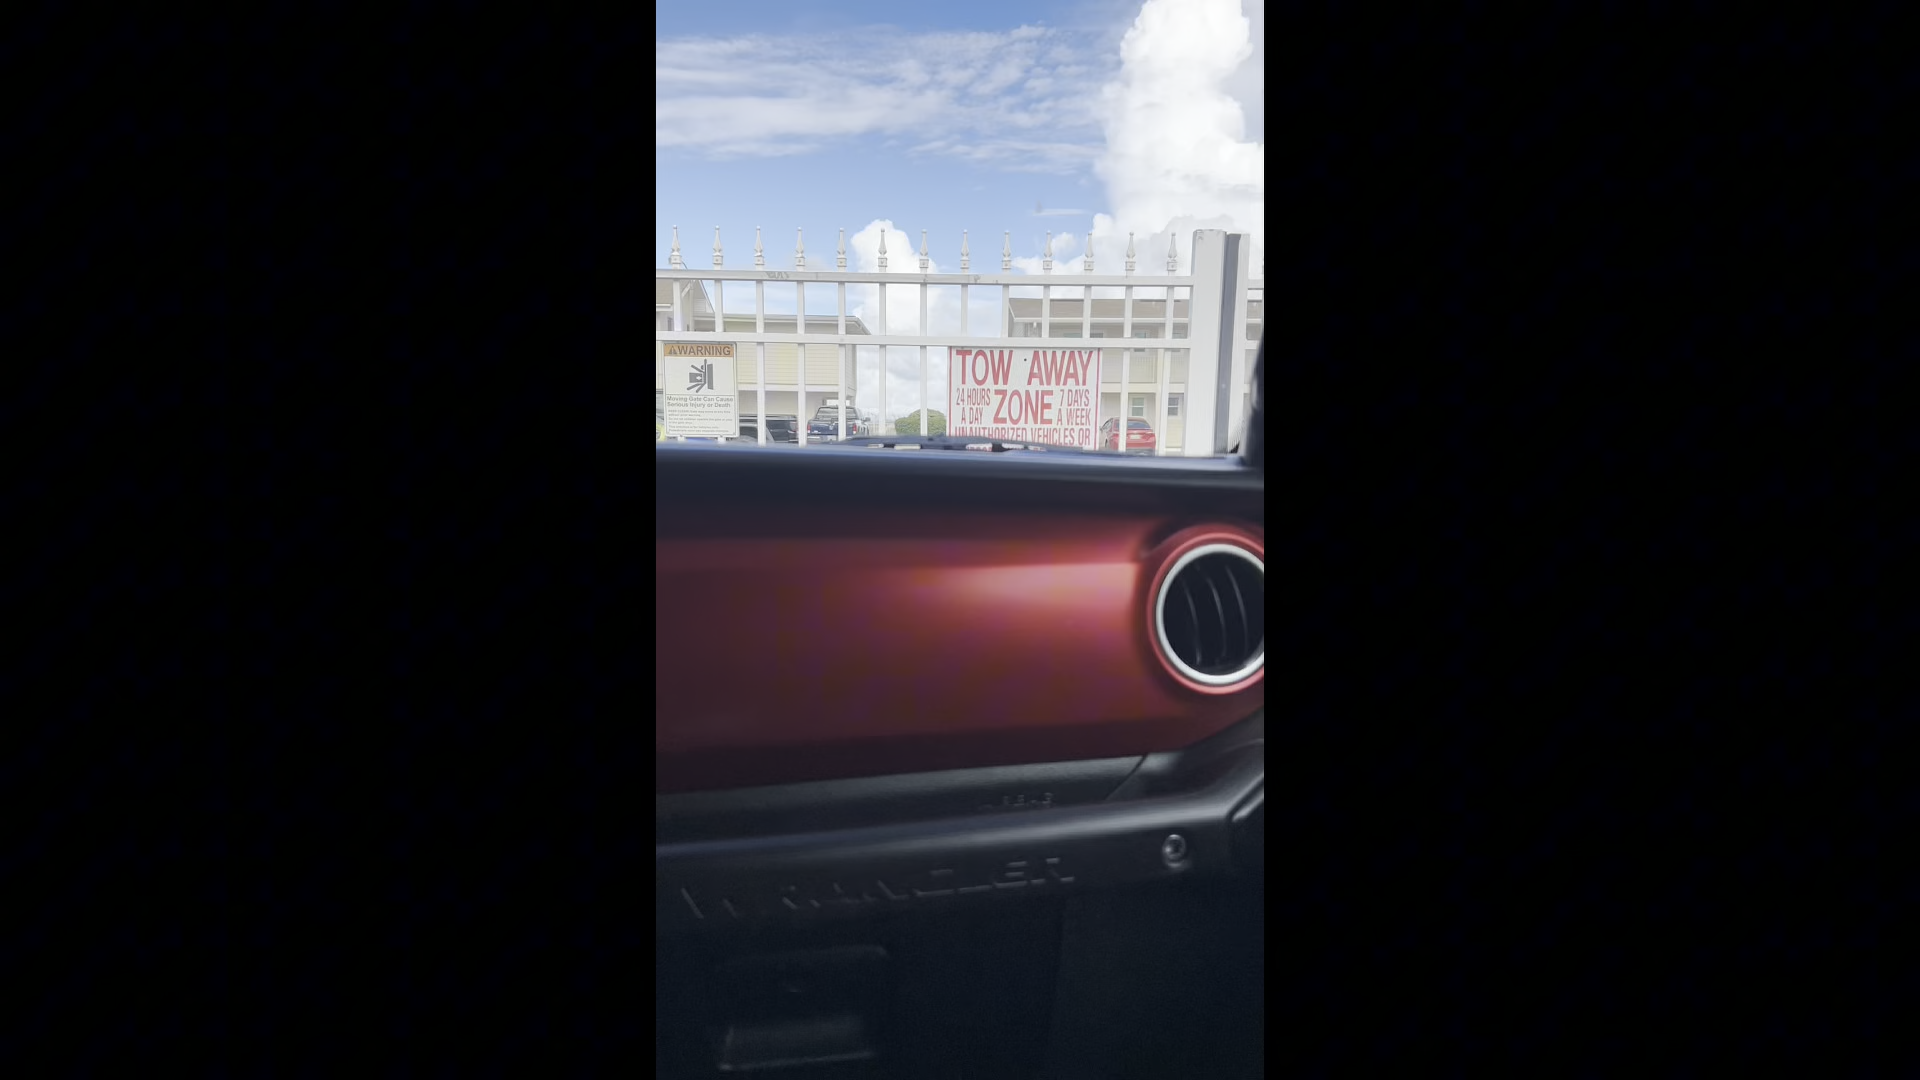 WARNING
Moving Gate Can Cause
Serious Injury or Death
TOW AWAY
24 HOURS
A DAY
ZONE
7 DAYS
A WEEK
UNAUTHORIZED VEHICLES OR
WRANGLER